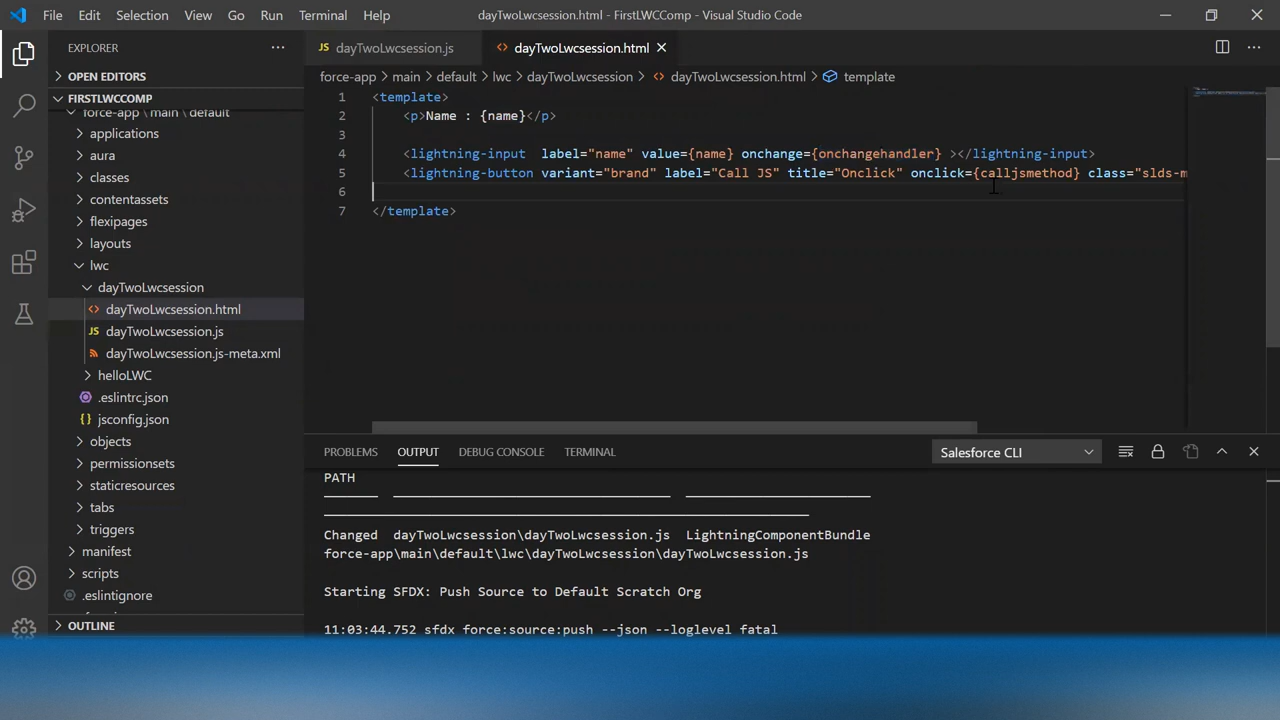 File Edit Selection View Go Run Terminal Help
dayTwoLwcsession.html - FirstLWCComp - Visual Studio Code
EXPLORER
OPEN EDITORS
FIRSTLWCCOMP
force-app \ main \ default
applications
aura
classes
contentassets
flexipages
layouts
lwc
dayTwoLwcsession
dayTwoLwcsession.html
JS dayTwoLwcsession.js
dayTwoLwcsession.js-meta.xml
helloLWC
.eslintrc.json
{} jsconfig.json
objects
permissionsets
staticresources
tabs
triggers
manifest
scripts
.eslintignore
OUTLINE
JS dayTwoLwcsession.js
<> dayTwoLwcsession.html
force-app > main > default > lwc > dayTwoLwcsession > <> dayTwoLwcsession.html > template
1 <template>
2 <p>Name : {name}</p>
3
4 <lightning-input label="name" value={name} onchange={onchangehandler} ></lightning-input>
5 <lightning-button variant="brand" label="Call JS" title="Onclick" onclick={calljsmethod} class="slds-m
6
7 </template>
PROBLEMS OUTPUT DEBUG CONSOLE TERMINAL
Salesforce CLI
PATH
Changed dayTwoLwcsession\dayTwoLwcsession.js LightningComponentBundle
force-app\main\default\lwc\dayTwoLwcsession\dayTwoLwcsession.js
Starting SFDX: Push Source to Default Scratch Org
11:03:44.752 sfdx force:source:push --json --loglevel fatal